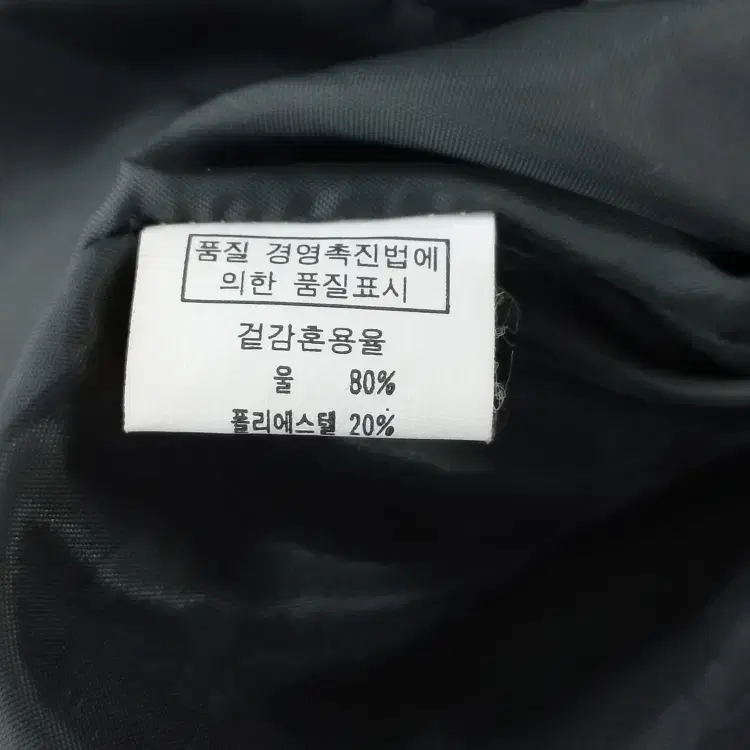 품질 경영촉진법에
의한 품질표시
겉감혼용율
울 80%
폴리에스텔 20%